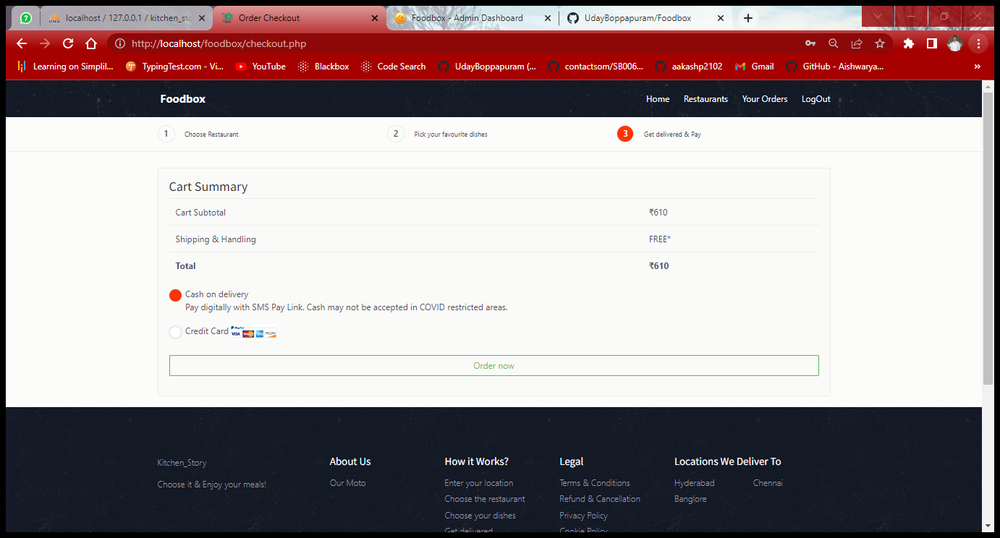 7
localhost / 127.0.0.1 / kitchen_sto
Order Checkout
Foodbox - Admin Dashboard
UdayBoppapuram/Foodbox
http://localhost/foodbox/checkout.php
Learning on Simplil...
TypingTest.com - Vi...
YouTube
Blackbox
Code Search
UdayBoppapuram (...
contactsom/SB006...
aakashp2102
Gmail
GitHub - Aishwarya...
Foodbox
Home
Restaurants
Your Orders
LogOut
1 Choose Restaurant
2 Pick your favourite dishes
3 Get delivered & Pay
Cart Summary
Cart Subtotal ₹610
Shipping & Handling FREE*
Total ₹610
Cash on delivery
Pay digitally with SMS Pay Link. Cash may not be accepted in COVID restricted areas.
Credit Card PayPal VISA
Order now
Kitchen_Story
Choose it & Enjoy your meals!
About Us
Our Moto
How it Works?
Enter your location
Choose the restaurant
Choose your dishes
Get delivered
Legal
Terms & Conditions
Refund & Cancellation
Privacy Policy
Cookie Policy
Locations We Deliver To
Hyderabad Chennai
Banglore